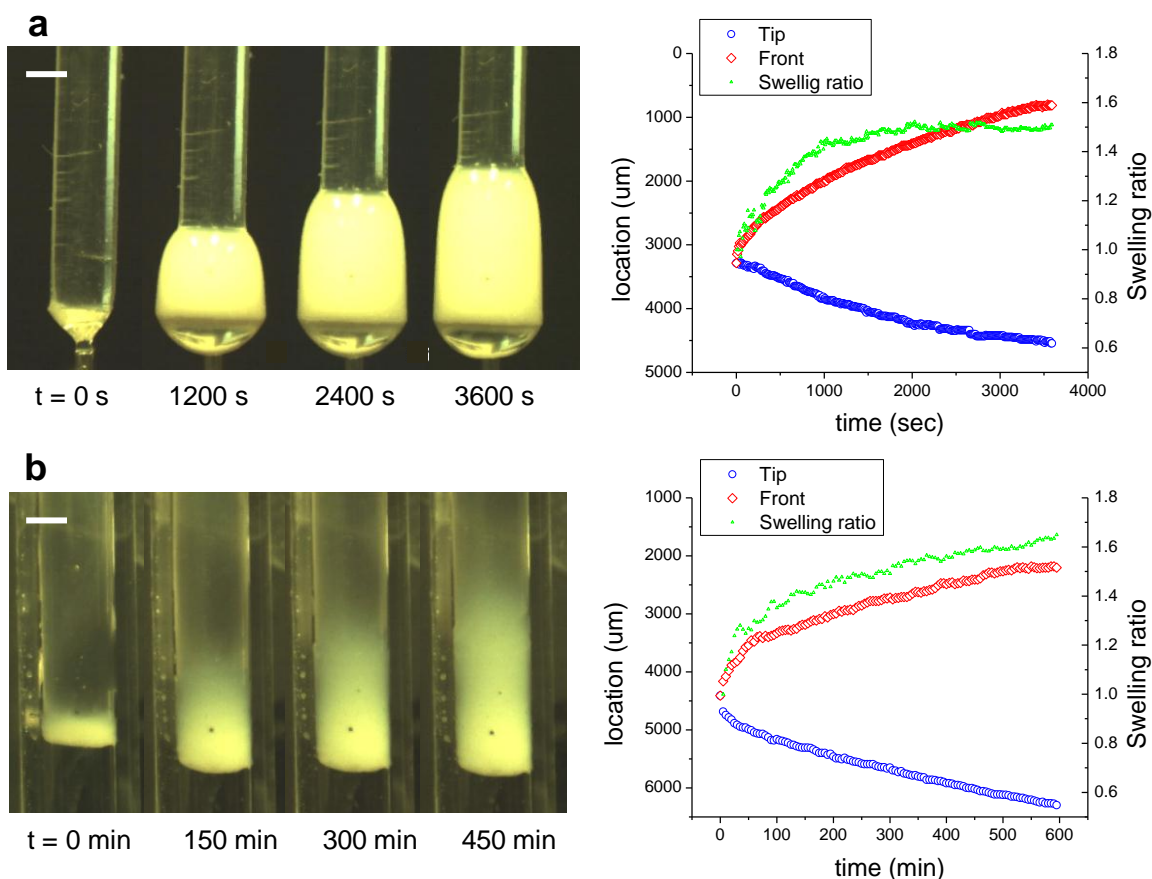 a
t = 0 s 1200 s 2400 s 3600 s
Tip
Front
Swellig ratio
0
1000
2000
3000
4000
5000
location (um)
1.8
1.6
1.4
1.2
1.0
0.8
0.6
Swelling ratio
0 1000 2000 3000 4000
time (sec)
b
t = 0 min 150 min 300 min 450 min
Tip
Front
Swelling ratio
1000
2000
3000
4000
5000
6000
location (um)
1.8
1.6
1.4
1.2
1.0
0.8
0.6
Swelling ratio
0 100 200 300 400 500 600
time (min)